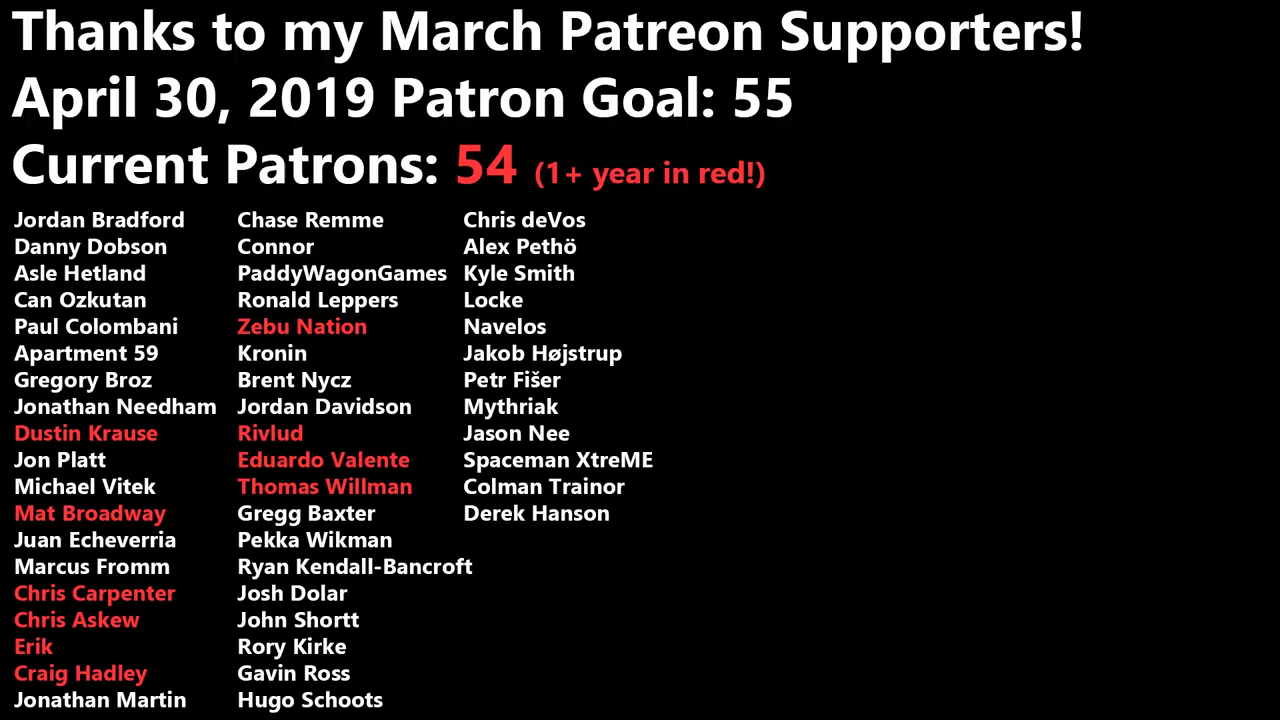 Thanks to my March Patreon Supporters!
April 30, 2019 Patron Goal: 55
Current Patrons: 54 (1+ year in red!)
Jordan Bradford
Danny Dobson
Asle Hetland
Can Ozkutan
Paul Colombani
Apartment 59
Gregory Broz
Jonathan Needham
Dustin Krause
Jon Platt
Michael Vitek
Mat Broadway
Juan Echeverria
Marcus Fromm
Chris Carpenter
Chris Askew
Erik
Craig Hadley
Jonathan Martin
Chase Remme
Connor
PaddyWagonGames
Ronald Leppers
Zebu Nation
Kronin
Brent Nycz
Jordan Davidson
Rivlud
Eduardo Valente
Thomas Willman
Gregg Baxter
Pekka Wikman
Ryan Kendall-Bancroft
Josh Dolar
John Shortt
Rory Kirke
Gavin Ross
Hugo Schoots
Chris deVos
Alex Pethö
Kyle Smith
Locke
Navelos
Jakob Højstrup
Petr Fišer
Mythriak
Jason Nee
Spaceman XtreME
Colman Trainor
Derek Hanson